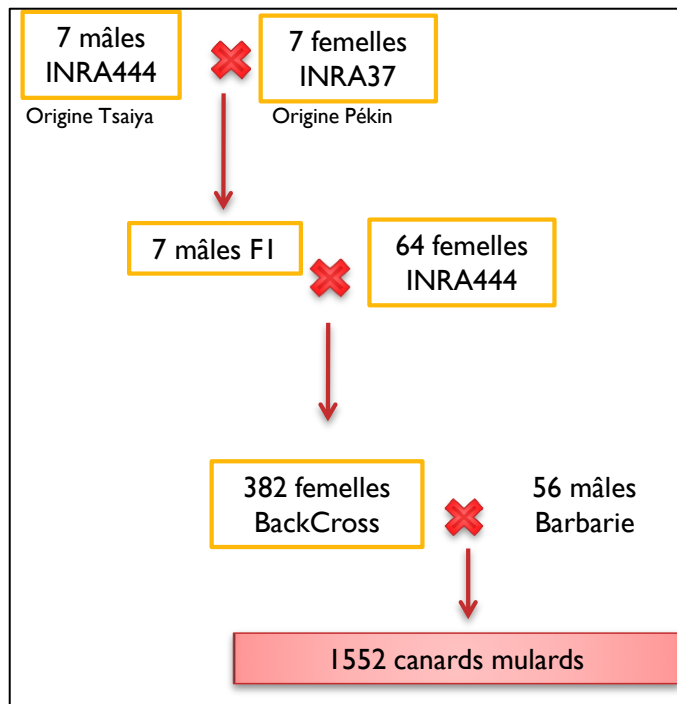 7 mâles
INRA444
7 femelles
INRA37
Origine Tsaiya
Origine Pékin
7 mâles F1
64 femelles
INRA444
382 femelles
BackCross
56 mâles
Barbarie
1552 canards mulards